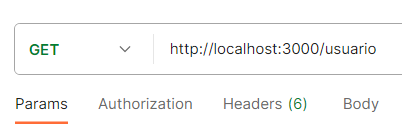 GET http://localhost:3000/usuario
Params Authorization Headers (6) Body